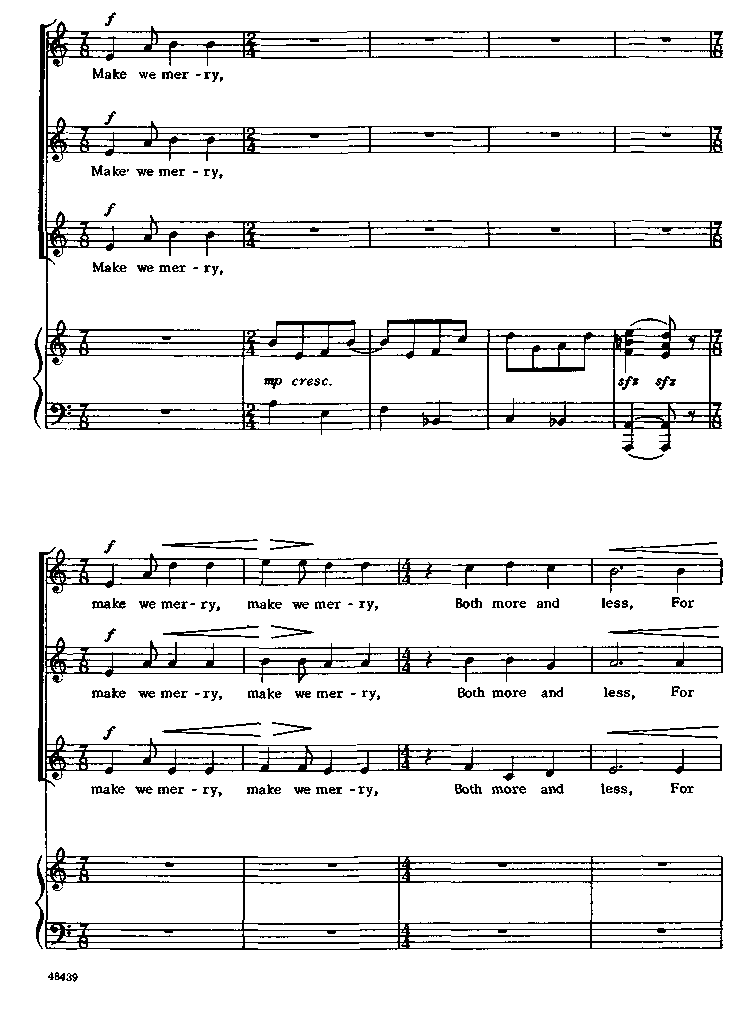 f
Make we mer - ry,
f
Make we mer - ry,
f
Make we mer - ry,
mp cresc.
sfz sfz
f
make we mer - ry, make we mer - ry, Both more and less, For
f
make we mer - ry, make we mer - ry, Both more and less, For
f
make we mer - ry, make we mer - ry, Both more and less, For
48439